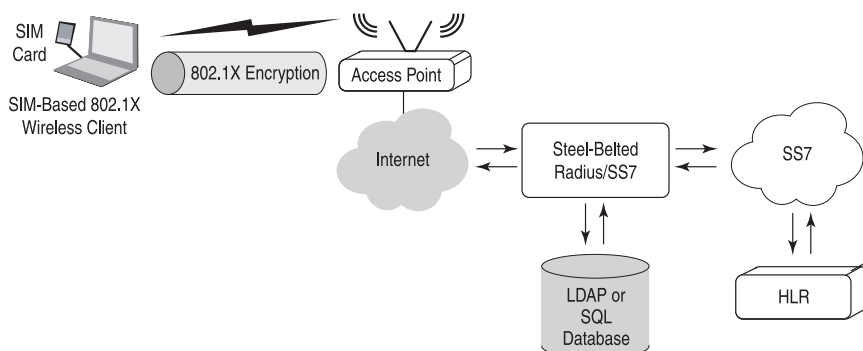 SIM
Card
SIM-Based 802.1X
Wireless Client
802.1X Encryption
Access Point
Internet
Steel-Belted
Radius/SS7
SS7
LDAP or
SQL
Database
HLR